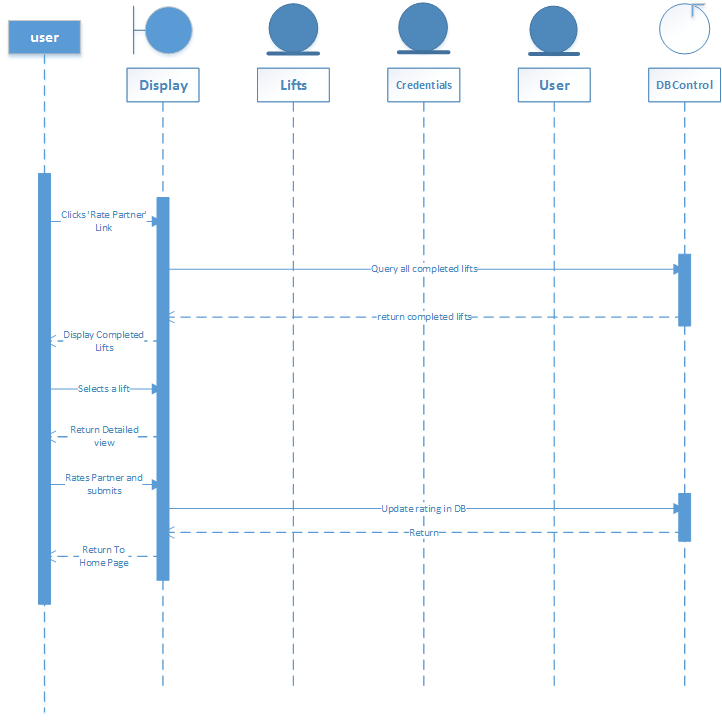 user
Display
Lifts
Credentials
User
DBControl
Clicks 'Rate Partner'
Link
Query all completed lifts
return completed lifts
Display Completed
Lifts
Selects a lift
Return Detailed
view
Rates Partner and
submits
Update rating in DB
Return
Return To
Home Page